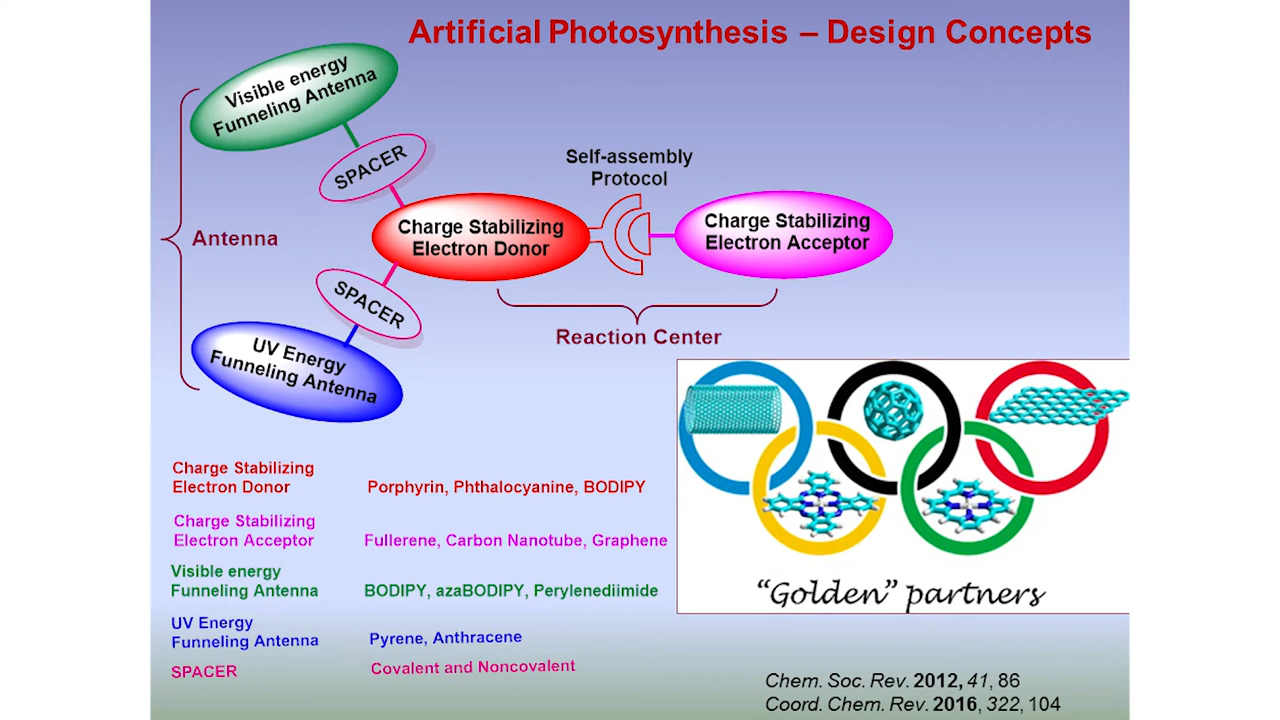 Artificial Photosynthesis – Design Concepts
Visible energy
Funneling Antenna
SPACER
Self-assembly
Protocol
Charge Stabilizing
Electron Donor
Charge Stabilizing
Electron Acceptor
Antenna
SPACER
Reaction Center
UV Energy
Funneling Antenna
Charge Stabilizing
Electron Donor
Porphyrin, Phthalocyanine, BODIPY
Charge Stabilizing
Electron Acceptor
Fullerene, Carbon Nanotube, Graphene
Visible energy
Funneling Antenna
BODIPY, azaBODIPY, Perylenediimide
UV Energy
Funneling Antenna
Pyrene, Anthracene
SPACER
Covalent and Noncovalent
“Golden” partners
Chem. Soc. Rev. 2012, 41, 86
Coord. Chem. Rev. 2016, 322, 104